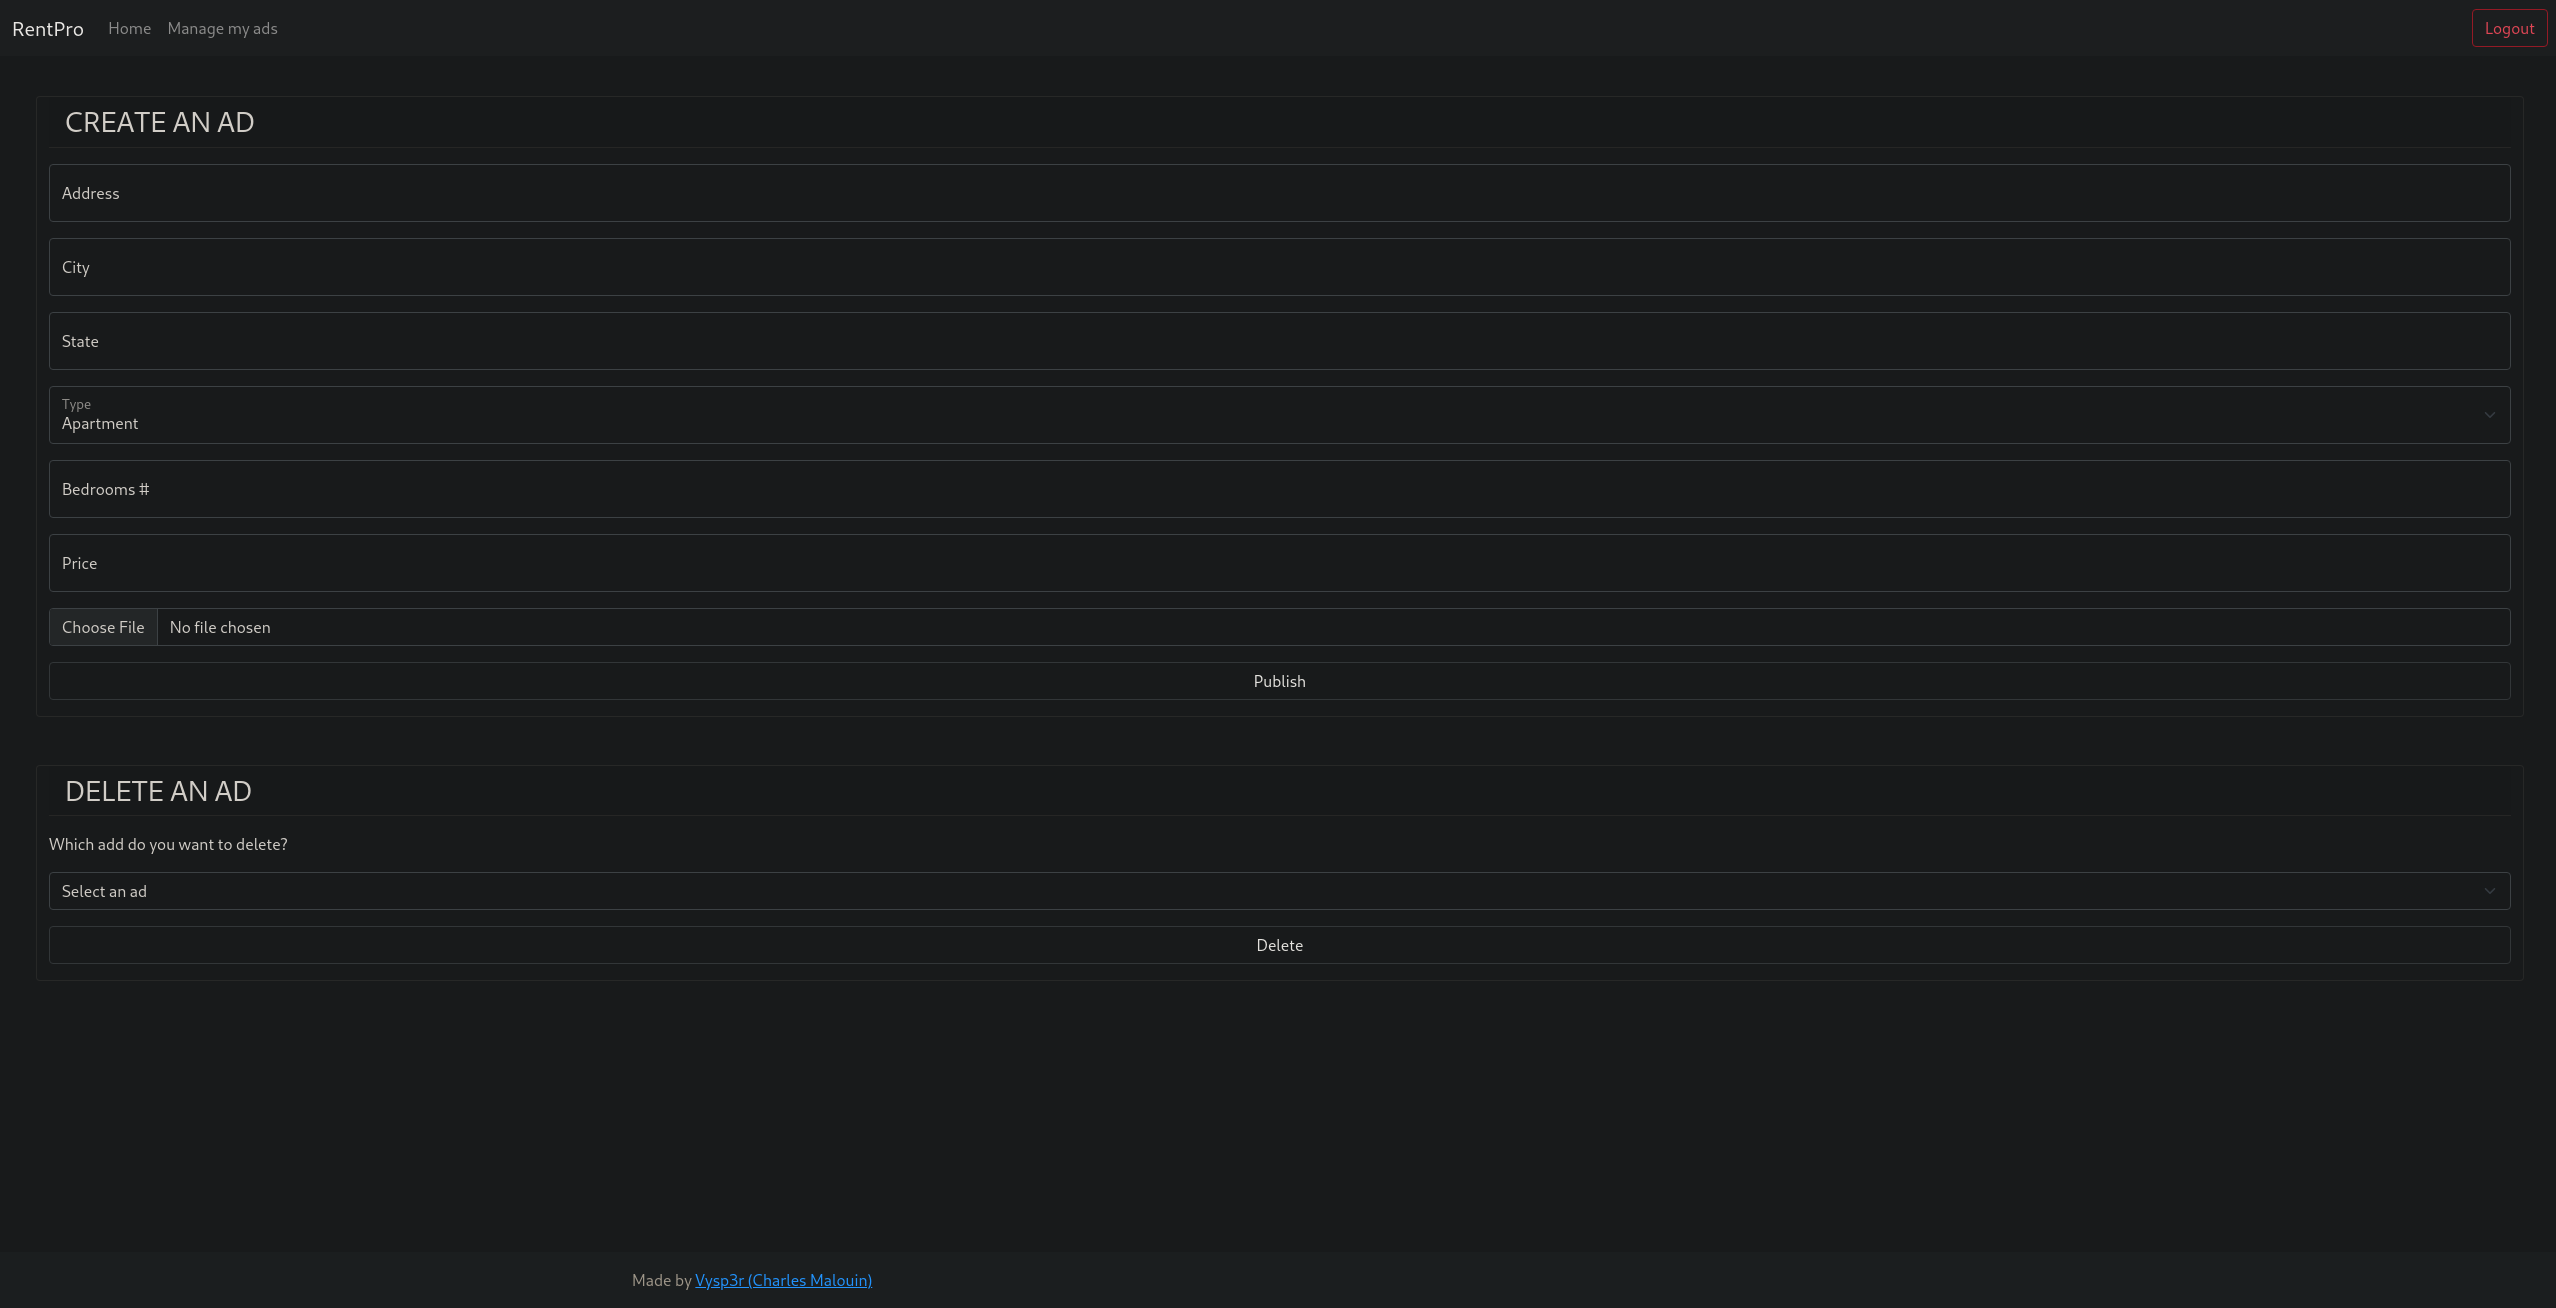 RentPro Home Manage my ads Logout
CREATE AN AD
Address
City
State
Type
Apartment
Bedrooms #
Price
Choose File No file chosen
Publish
DELETE AN AD
Which add do you want to delete?
Select an ad
Delete
Made by Vysp3r (Charles Malouin)